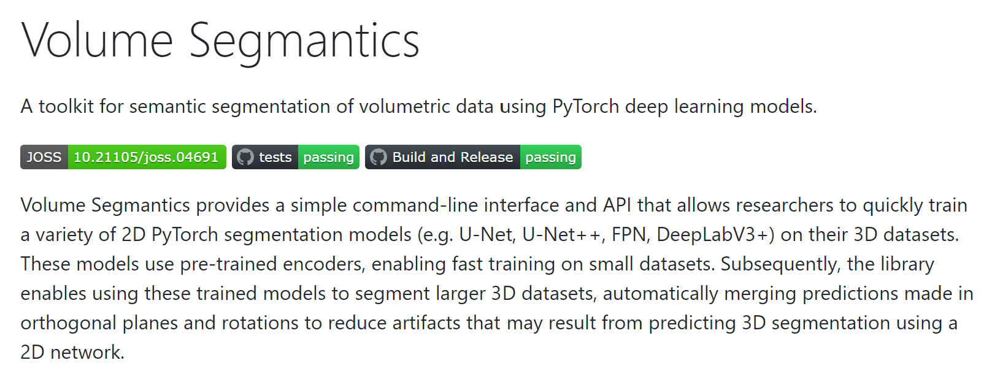 Volume Segmantics
A toolkit for semantic segmentation of volumetric data using PyTorch deep learning models.
JOSS 10.21105/joss.04691 tests passing Build and Release passing
Volume Segmantics provides a simple command-line interface and API that allows researchers to quickly train
a variety of 2D PyTorch segmentation models (e.g. U-Net, U-Net++, FPN, DeepLabV3+) on their 3D datasets.
These models use pre-trained encoders, enabling fast training on small datasets. Subsequently, the library
enables using these trained models to segment larger 3D datasets, automatically merging predictions made in
orthogonal planes and rotations to reduce artifacts that may result from predicting 3D segmentation using a
2D network.